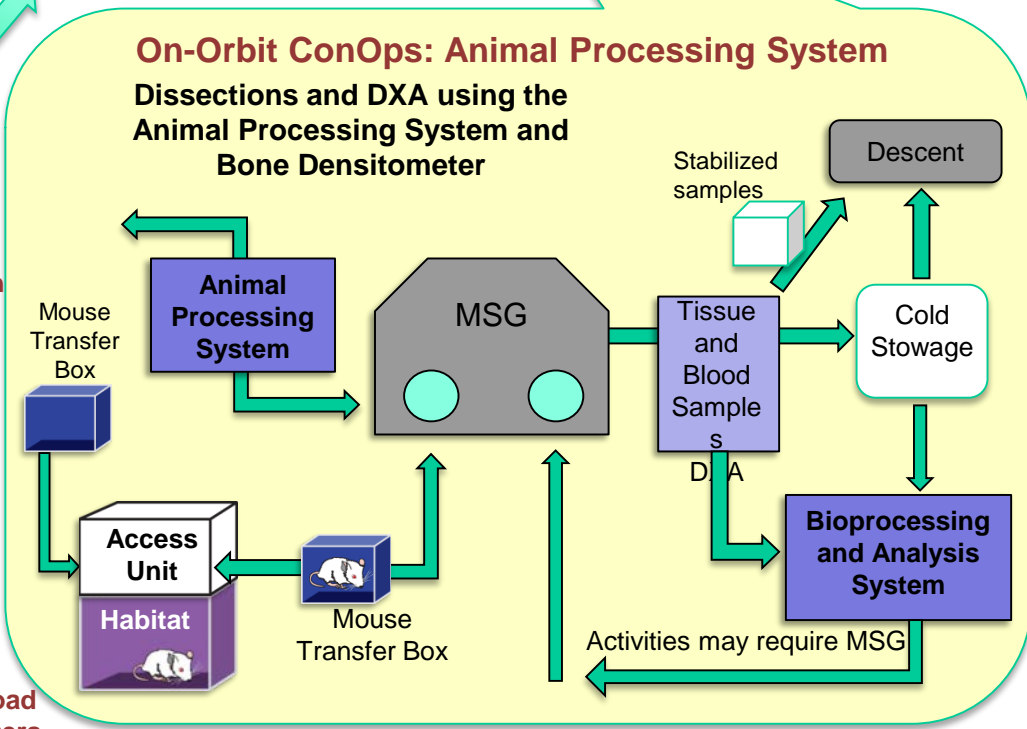 On-Orbit ConOps: Animal Processing System
Dissections and DXA using the
Animal Processing System and
Bone Densitometer
Stabilized
samples
Descent
Animal
Processing
System
Mouse
Transfer
Box
MSG
Tissue
and
Blood
Sample
s
DXA
Cold
Stowage
Access
Unit
Habitat
Mouse
Transfer Box
Bioprocessing
and Analysis
System
Activities may require MSG